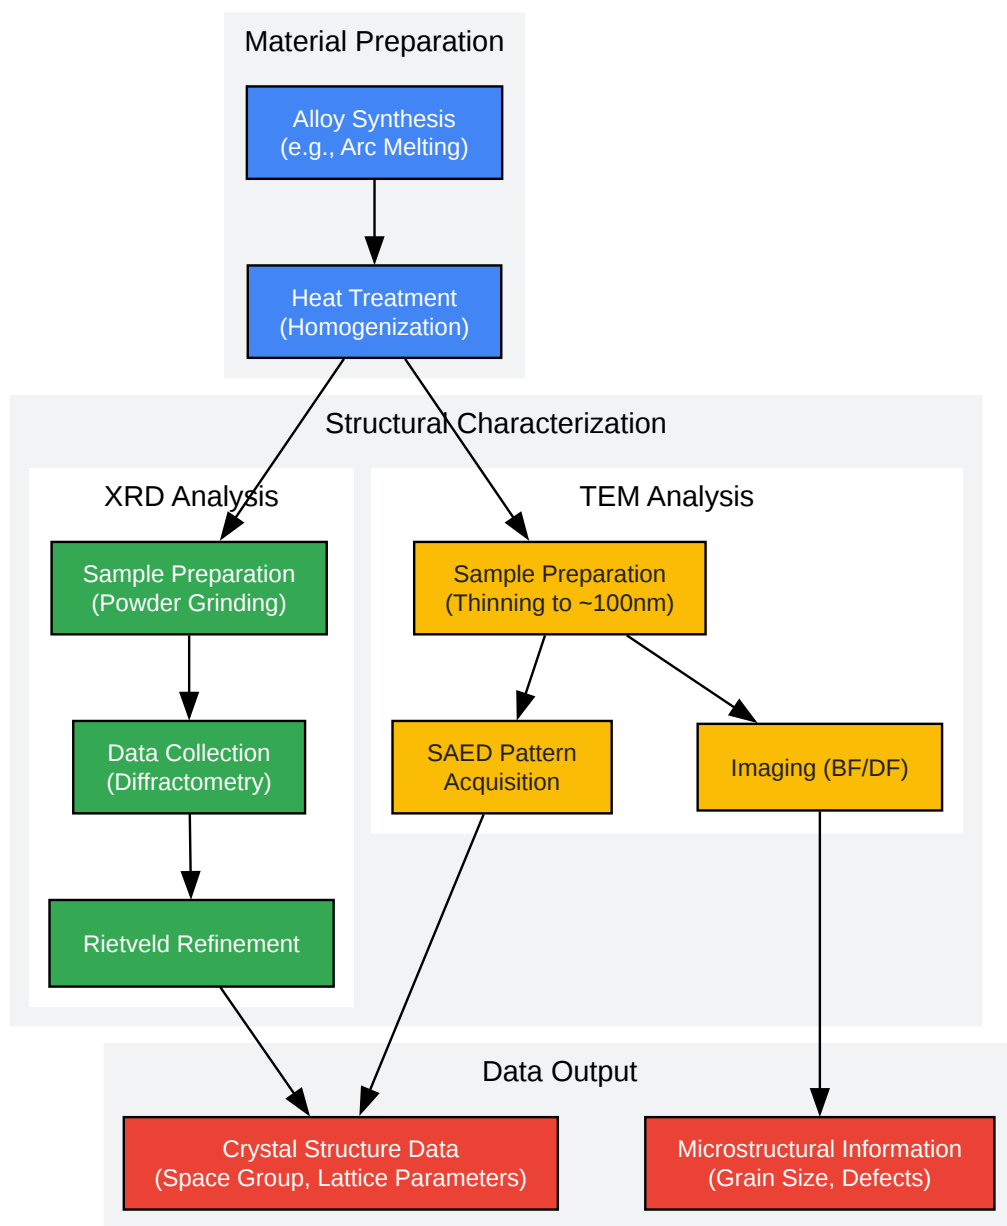 Material Preparation
Alloy Synthesis
(e.g., Arc Melting)
Heat Treatment
(Homogenization)
Structural Characterization
XRD Analysis
Sample Preparation
(Powder Grinding)
Data Collection
(Diffractometry)
Rietveld Refinement
TEM Analysis
Sample Preparation
(Thinning to ~100nm)
SAED Pattern
Acquisition
Imaging (BF/DF)
Data Output
Crystal Structure Data
(Space Group, Lattice Parameters)
Microstructural Information
(Grain Size, Defects)